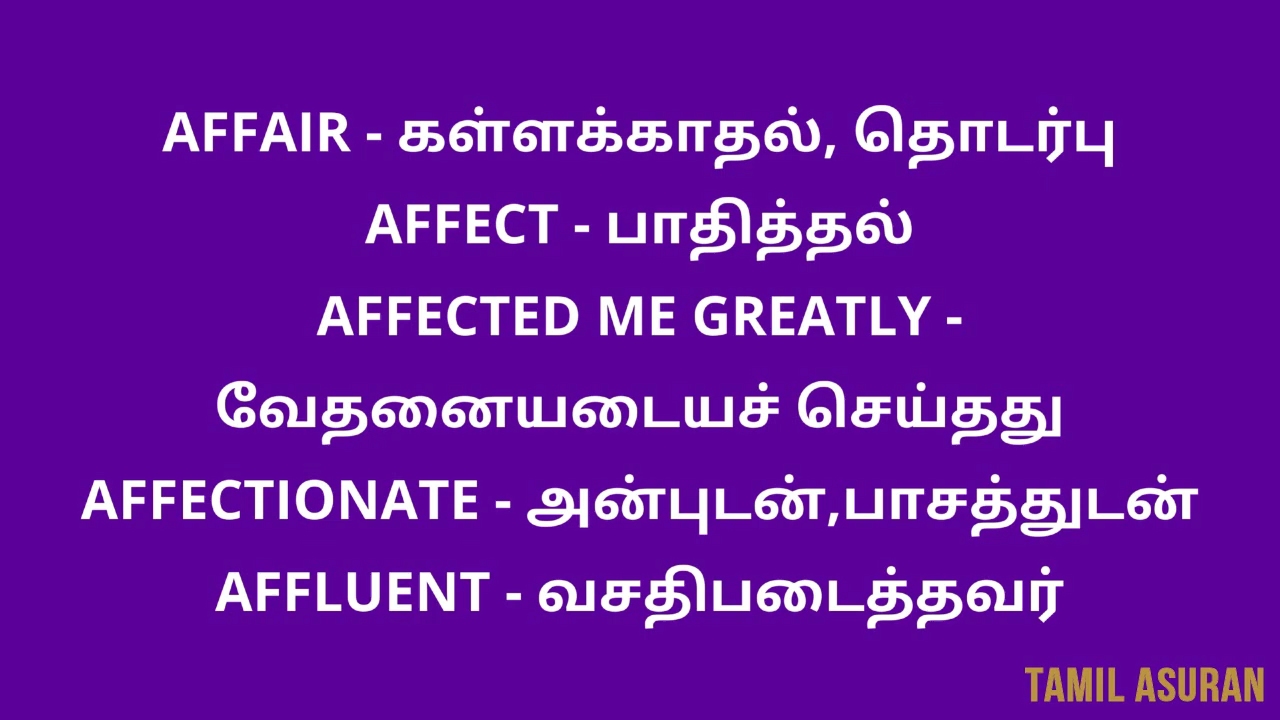 AFFAIR - கள்ளக்காதல், தொடர்பு
AFFECT - பாதித்தல்
AFFECTED ME GREATLY -
வேதனையடையச் செய்தது
AFFECTIONATE - அன்புடன்,பாசத்துடன்
AFFLUENT - வசதிபடைத்தவர்
TAMIL ASURAN